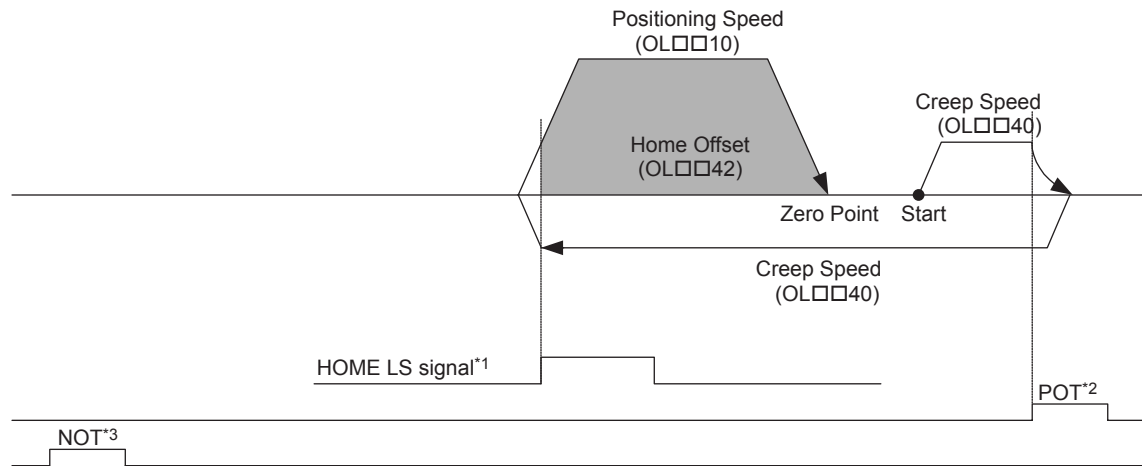 Positioning Speed
(OL□□10)
Creep Speed
(OL□□40)
Home Offset
(OL□□42)
Zero Point
Start
Creep Speed
(OL□□40)
HOME LS signal*1
POT*2
NOT*3